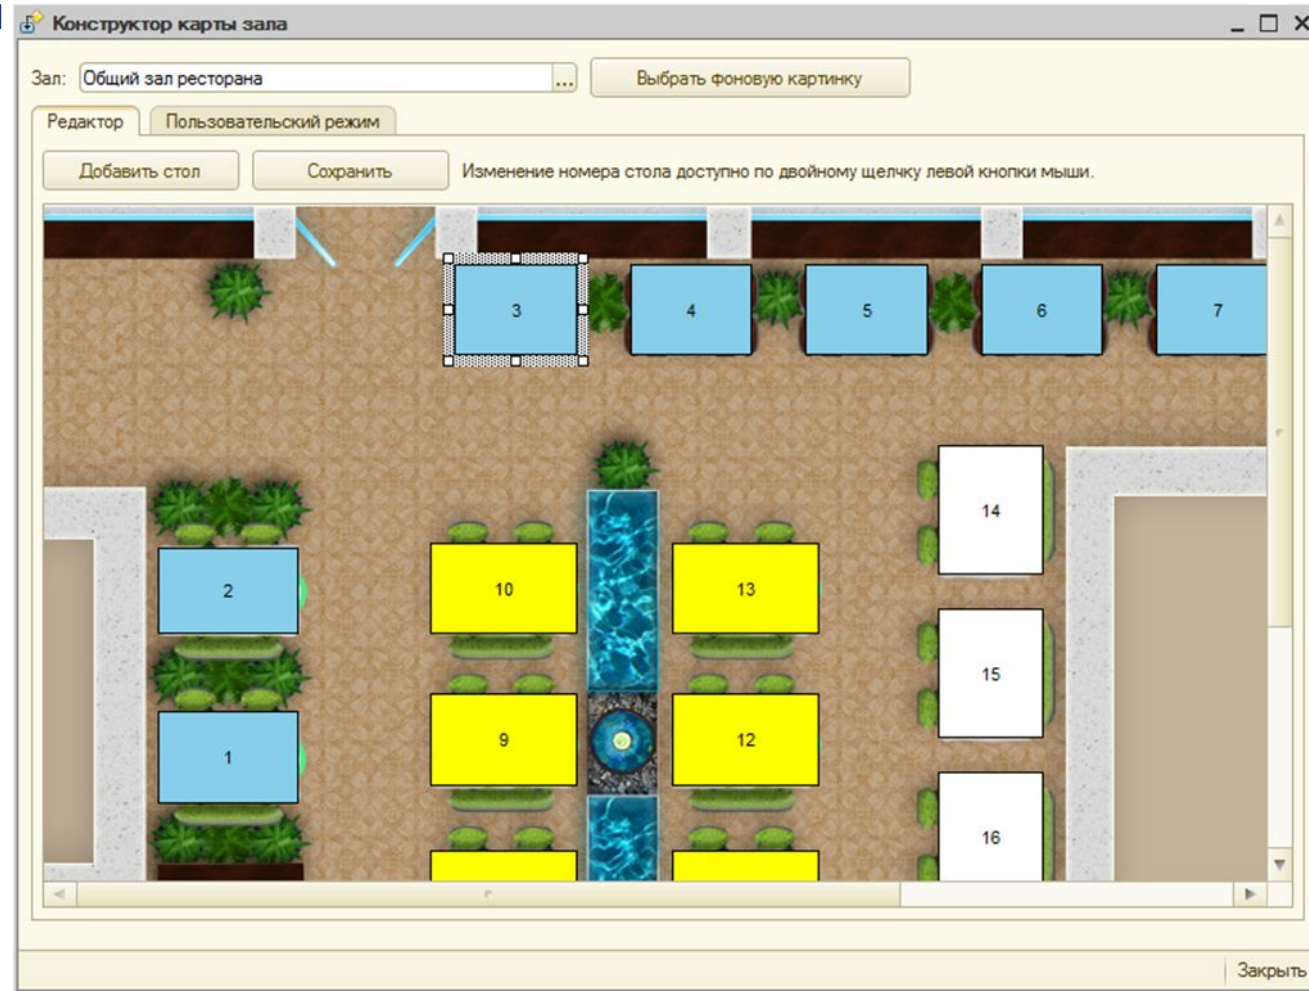 Конструктор карты зала
Зал: Общий зал ресторана ... Выбрать фоновую картинку
Редактор Пользовательский режим
Добавить стол Сохранить Изменение номера стола доступно по двойному щелчку левой кнопки мыши.
3 4 5 6 7
14
2 10 13
15
9 12
1
16
Закрыть